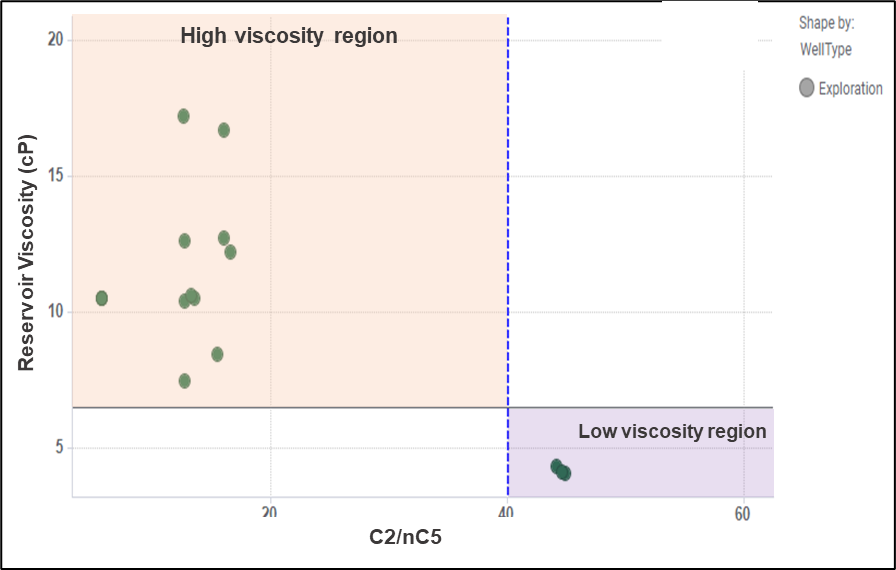 High viscosity region
20
15
10
5
Reservoir Viscosity (cP)
Low viscosity region
20
40
60
C2/nC5
Shape by:
WellType
Exploration